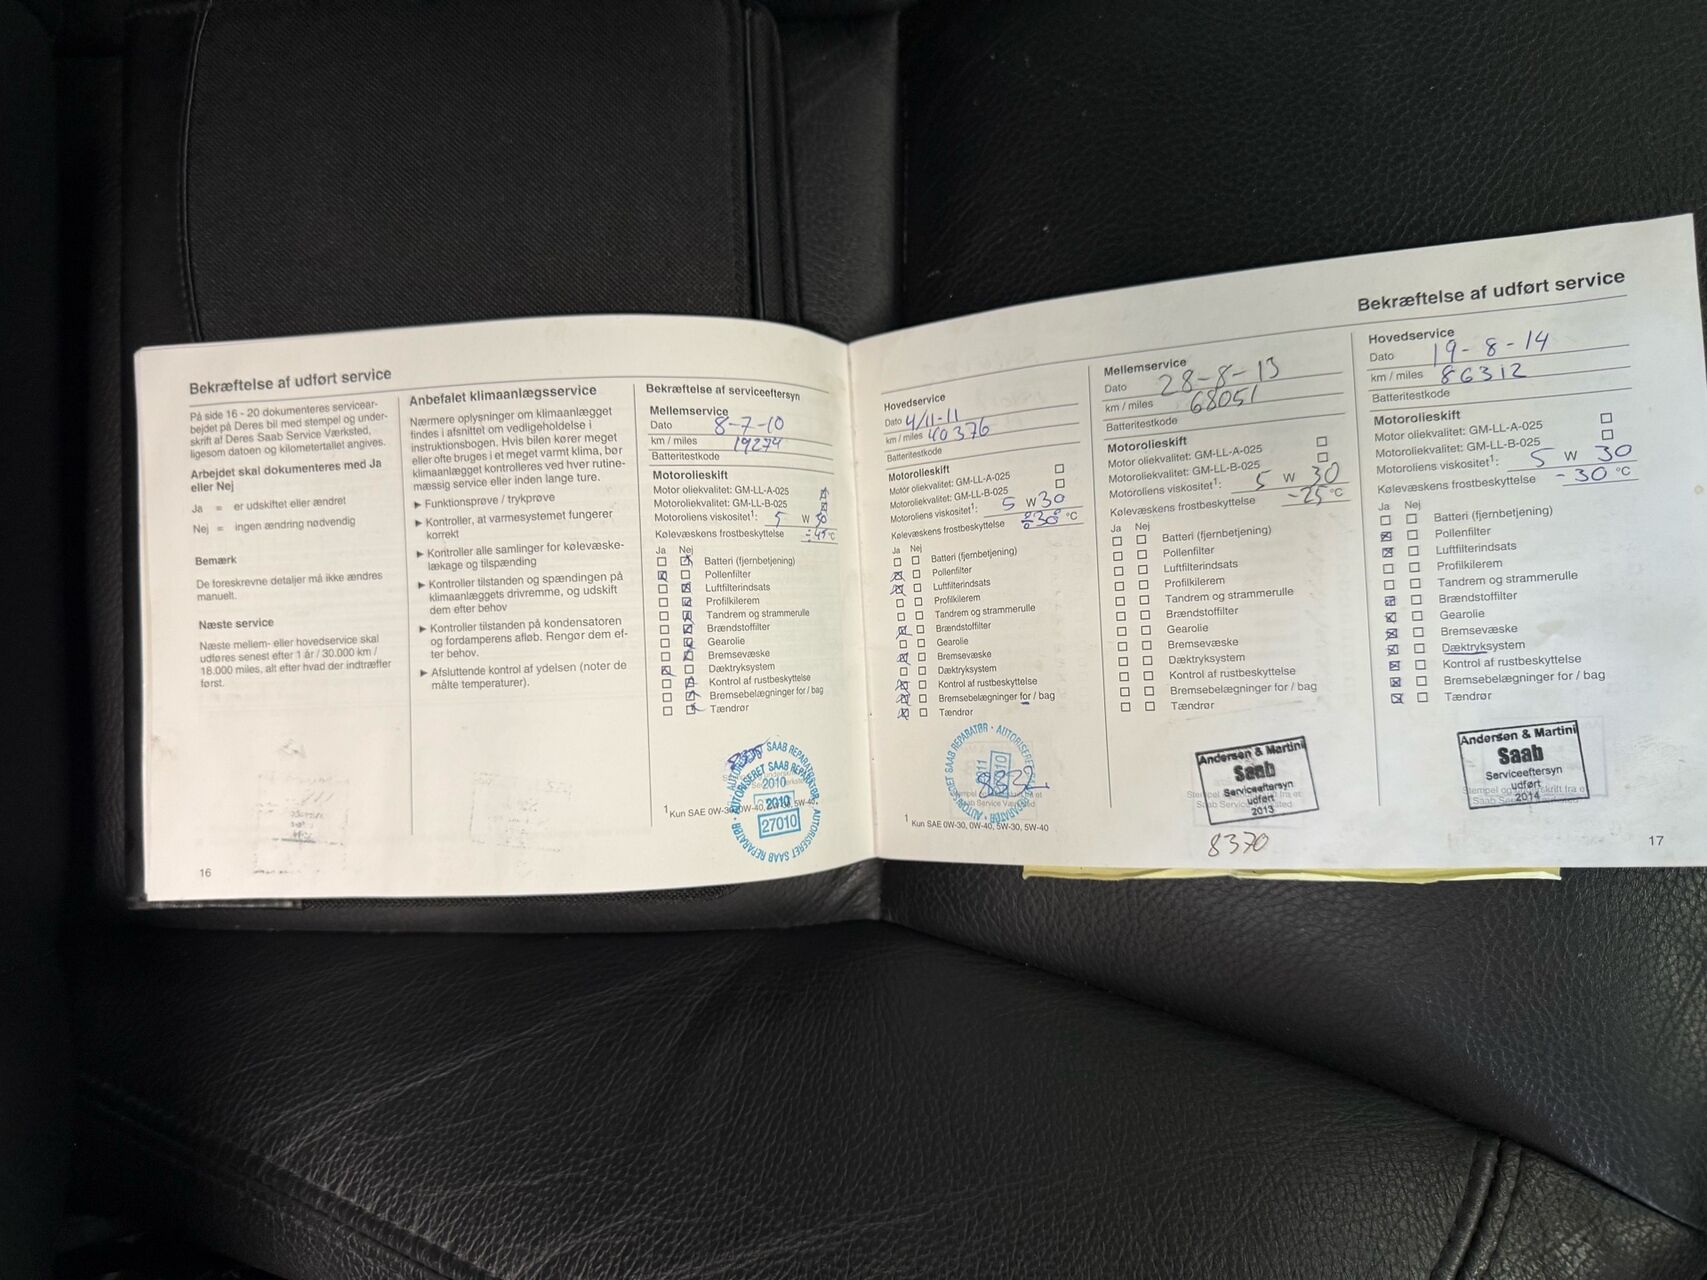 Bekræftelse af udført service
På side 16 - 20 dokumenteres servicear-
bejdet på Deres bil med stempel og under-
skrift af Deres Saab Service Værksted,
ligesom datoen og kilometertallet angives.
Arbejdet skal dokumenteres med Ja
eller Nej
Ja = er udskiftet eller ændret
Nej = ingen ændring nødvendig
Bemærk
De foreskrevne detaljer må ikke ændres
manuelt.
Næste service
Næste mellem- eller hovedservice skal
udføres senest efter 1 år / 30.000 km /
18.000 miles, alt efter hvad der indtræffer
først.
16
Anbefalet klimaanlægsservice
Nærmere oplysninger om klimaanlægget
findes i afsnittet om vedligeholdelse i
instruktionsbogen. Hvis bilen kører meget
eller ofte bruges i et meget varmt klima, bør
klimaanlægget kontrolleres ved hver rutine-
mæssig service eller inden lange ture.
▶ Funktionsprøve / trykprøve
▶ Kontroller, at varmesystemet fungerer
korrekt
▶ Kontroller alle samlinger for kølevæske-
lækage og tilspænding
▶ Kontroller tilstanden og spændingen på
klimaanlæggets drivremme, og udskift
dem efter behov
▶ Kontroller tilstanden på kondensatoren
og fordamperens afløb. Rengør dem ef-
ter behov.
▶ Afsluttende kontrol af ydelsen (noter de
målte temperaturer).
Bekræftelse af serviceeftersyn
Mellemservice
Dato 8-7-10
km / miles 19274
Batteritestkode
Motorolieskift
Motor oliekvalitet: GM-LL-A-025
Motoroliekvalitet: GM-LL-B-025
Motoroliens viskositet1: 5 W 30
Kølevæskens frostbeskyttelse °C
Ja Nej
Batteri (fjernbetjening)
Pollenfilter
Luftfilterindsats
Profilkilerem
Tandrem og strammerulle
Brændstoffilter
Gearolie
Bremsevæske
Dæktryksystem
Kontrol af rustbeskyttelse
Bremsebelægninger for / bag
Tændrør
AUTORISERET SAAB REPARATØR
2010
27010
1 Kun SAE 0W-30, 0W-40, 5W-30, 5W-40
Bekræftelse af udført service
Hovedservice
Dato 4/11-11
km / miles 40376
Batteritestkode
Motorolieskift
Motor oliekvalitet: GM-LL-A-025
Motoroliekvalitet: GM-LL-B-025
Motoroliens viskositet1: 5 W 30
Kølevæskens frostbeskyttelse 30 °C
Ja Nej
Batteri (fjernbetjening)
Pollenfilter
Luftfilterindsats
Profilkilerem
Tandrem og strammerulle
Brændstoffilter
Gearolie
Bremsevæske
Dæktryksystem
Kontrol af rustbeskyttelse
Bremsebelægninger for / bag
Tændrør
AUTORISERET SAAB REPARATØR
2011
1 Kun SAE 0W-30, 0W-40, 5W-30, 5W-40
Mellemservice
Dato 28-8-13
km / miles 68051
Batteritestkode
Motorolieskift
Motor oliekvalitet: GM-LL-A-025
Motoroliekvalitet: GM-LL-B-025
Motoroliens viskositet1: 5 W 30
Kølevæskens frostbeskyttelse -25 °C
Ja Nej
Batteri (fjernbetjening)
Pollenfilter
Luftfilterindsats
Profilkilerem
Tandrem og strammerulle
Brændstoffilter
Gearolie
Bremsevæske
Dæktryksystem
Kontrol af rustbeskyttelse
Bremsebelægninger for / bag
Tændrør
Andersen & Martini
Saab
Serviceeftersyn
udført
2013
8370
Hovedservice
Dato 19-8-14
km / miles 86312
Batteritestkode
Motorolieskift
Motor oliekvalitet: GM-LL-A-025
Motoroliekvalitet: GM-LL-B-025
Motoroliens viskositet1: 5 W 30
Kølevæskens frostbeskyttelse -30 °C
Ja Nej
Batteri (fjernbetjening)
Pollenfilter
Luftfilterindsats
Profilkilerem
Tandrem og strammerulle
Brændstoffilter
Gearolie
Bremsevæske
Dæktryksystem
Kontrol af rustbeskyttelse
Bremsebelægninger for / bag
Tændrør
Andersen & Martini
Saab
Serviceeftersyn
udført
2014
17